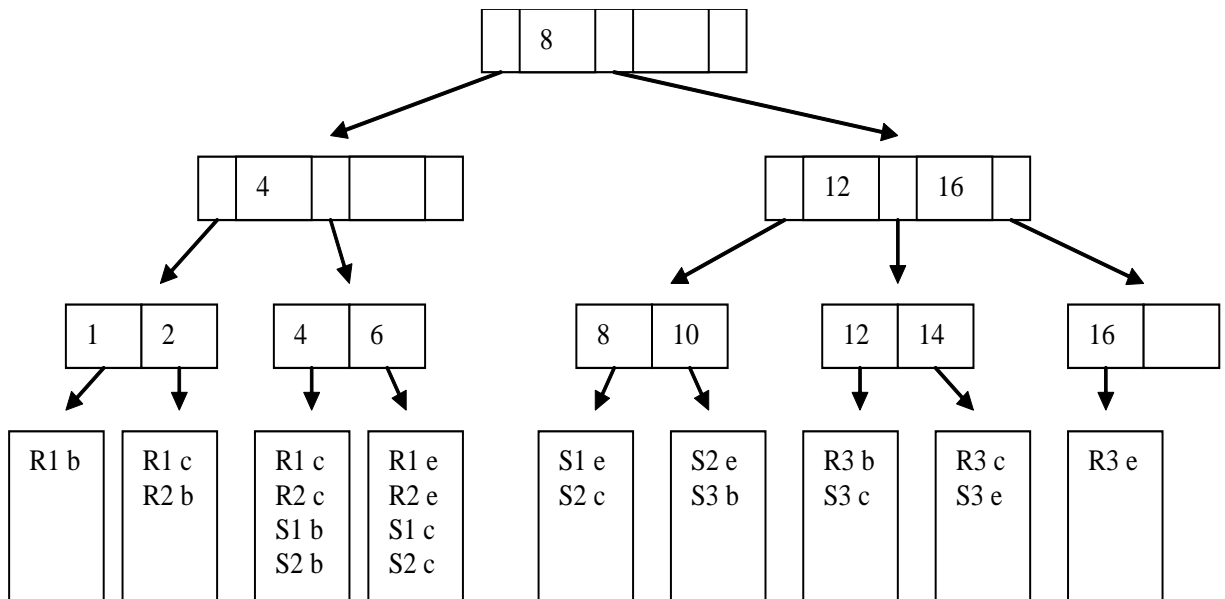 8
4
12 16
1 2
4 6
8 10
12 14
16
R1 b
R1 c
R2 b
R1 c
R2 c
S1 b
S2 b
R1 e
R2 e
S1 c
S2 c
S1 e
S2 c
S2 e
S3 b
R3 b
S3 c
R3 c
S3 e
R3 e